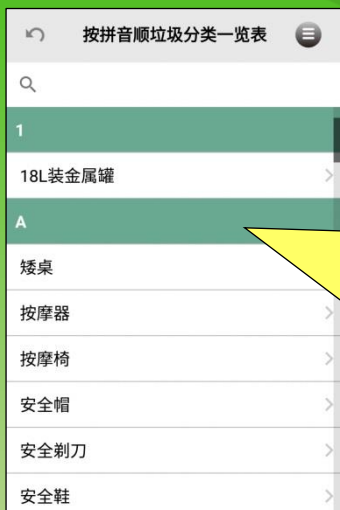 按拼音顺垃圾分类一览表
1
18L装金属罐
A
矮桌
按摩器
按摩椅
安全帽
安全剃刀
安全鞋